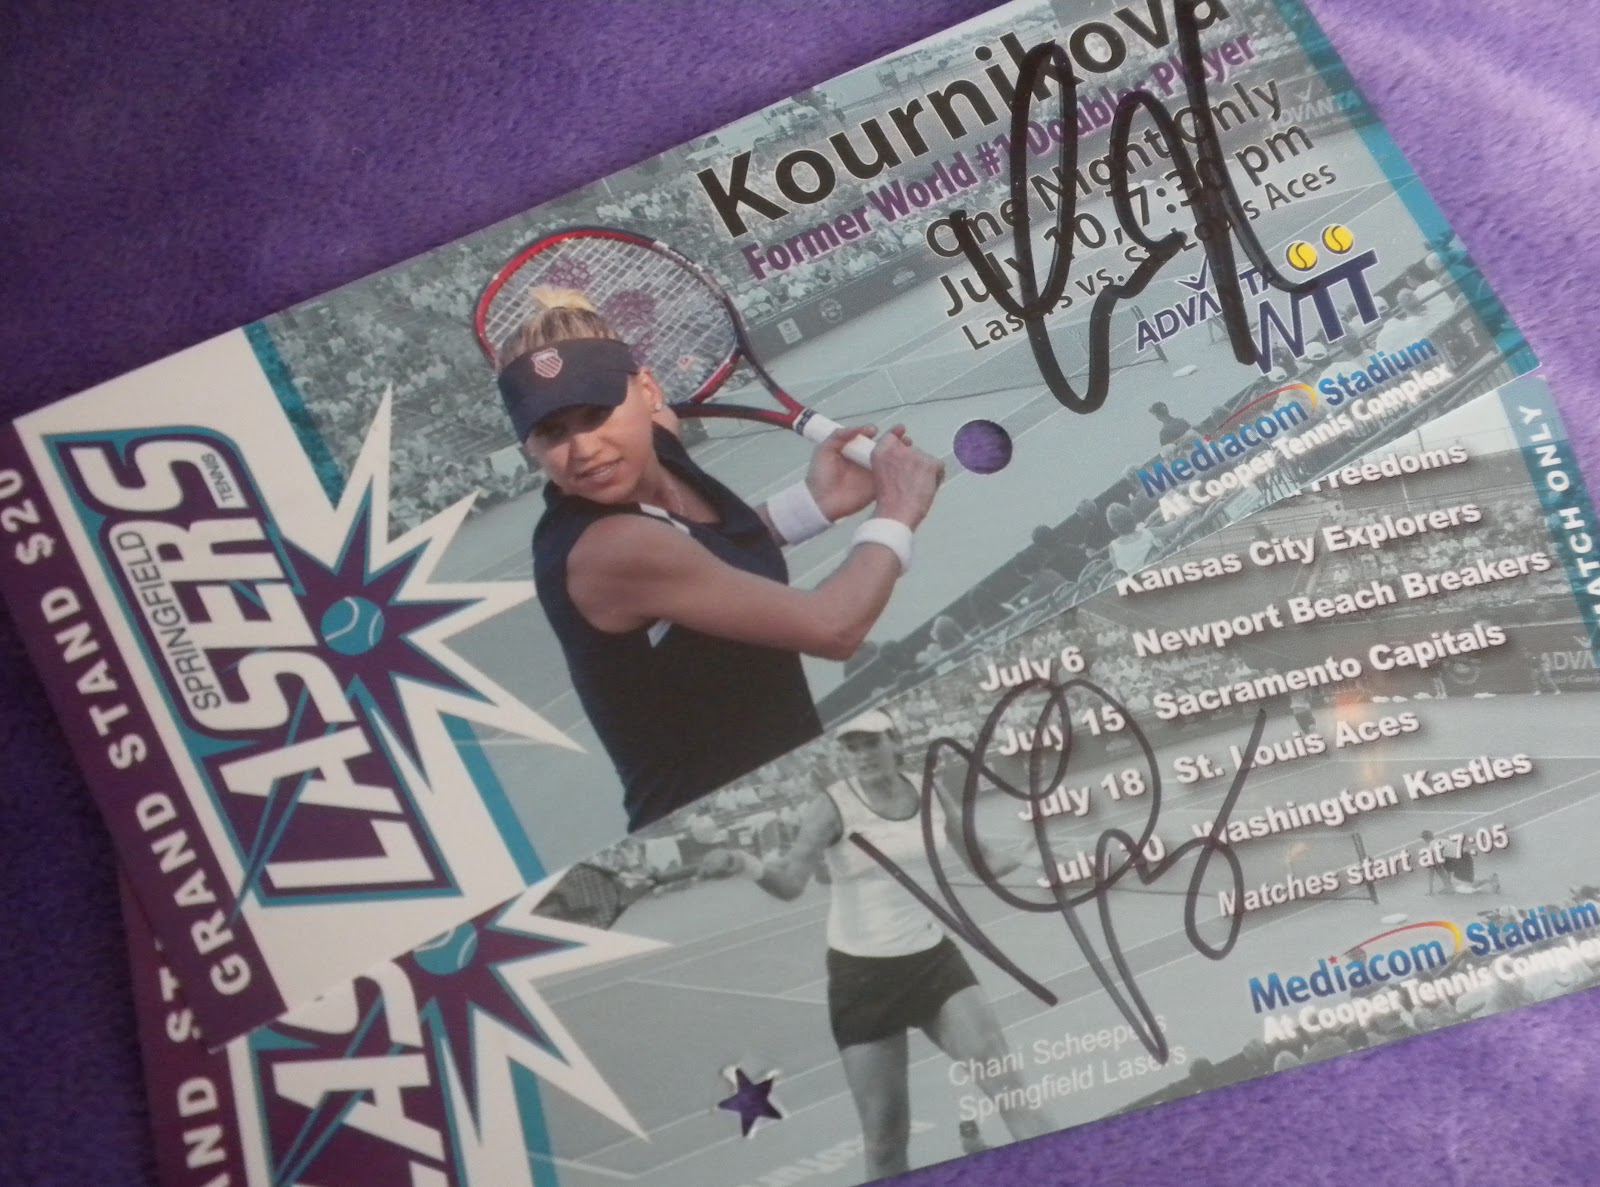 Kournikova
Former World #1 Doubles Player
One Night Only
July 10, 7:30 pm
Lasers vs. St. Louis Aces
ADVANTA
WTT
ADVANTA
Mediacom Stadium
At Cooper Tennis Complex
GRAND STAND $20
SPRINGFIELD
LASERS
TENNIS
Freedoms
Kansas City Explorers
July 6 Newport Beach Breakers
July 15 Sacramento Capitals
July 18 St. Louis Aces
July Washington Kastles
Matches start at 7:05
Mediacom Stadium
At Cooper Tennis Complex
MATCH ONLY
Chani Scheepers
Springfield Lasers